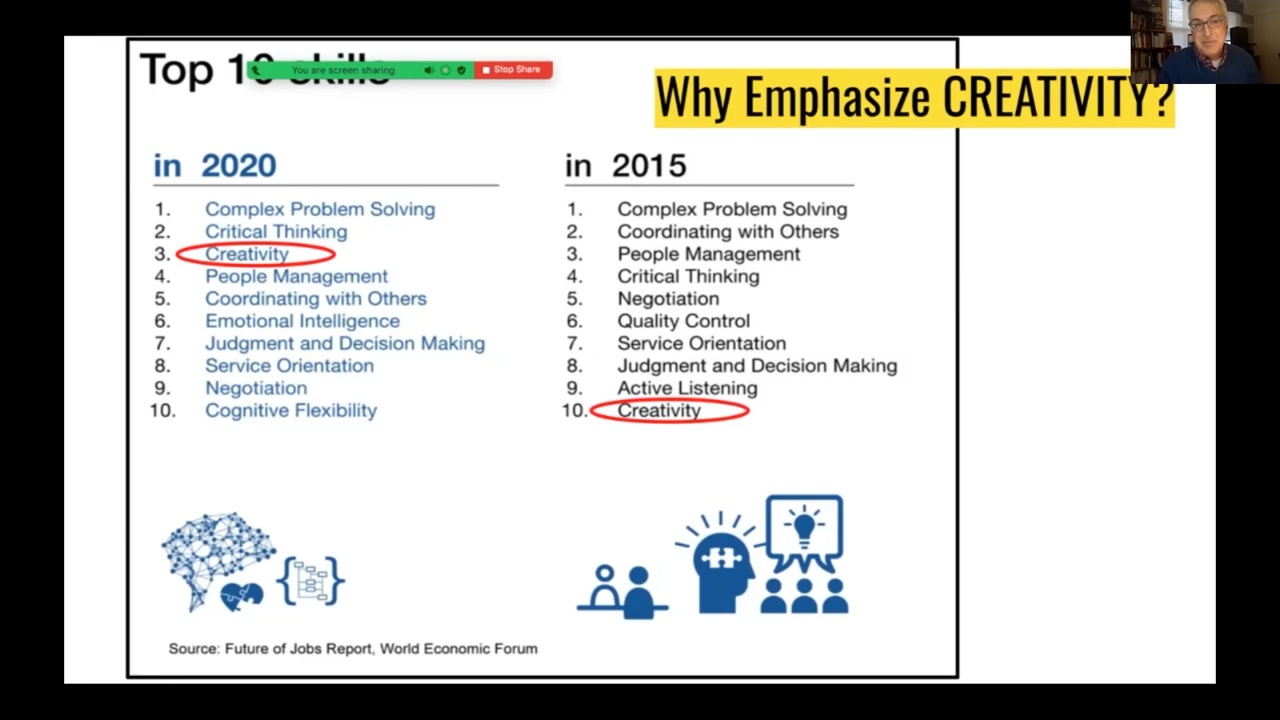 Top 10 skills
You are screen sharing
Stop Share
Why Emphasize CREATIVITY?
in 2020
1. Complex Problem Solving
2. Critical Thinking
3. Creativity
4. People Management
5. Coordinating with Others
6. Emotional Intelligence
7. Judgment and Decision Making
8. Service Orientation
9. Negotiation
10. Cognitive Flexibility
in 2015
1. Complex Problem Solving
2. Coordinating with Others
3. People Management
4. Critical Thinking
5. Negotiation
6. Quality Control
7. Service Orientation
8. Judgment and Decision Making
9. Active Listening
10. Creativity
Source: Future of Jobs Report, World Economic Forum